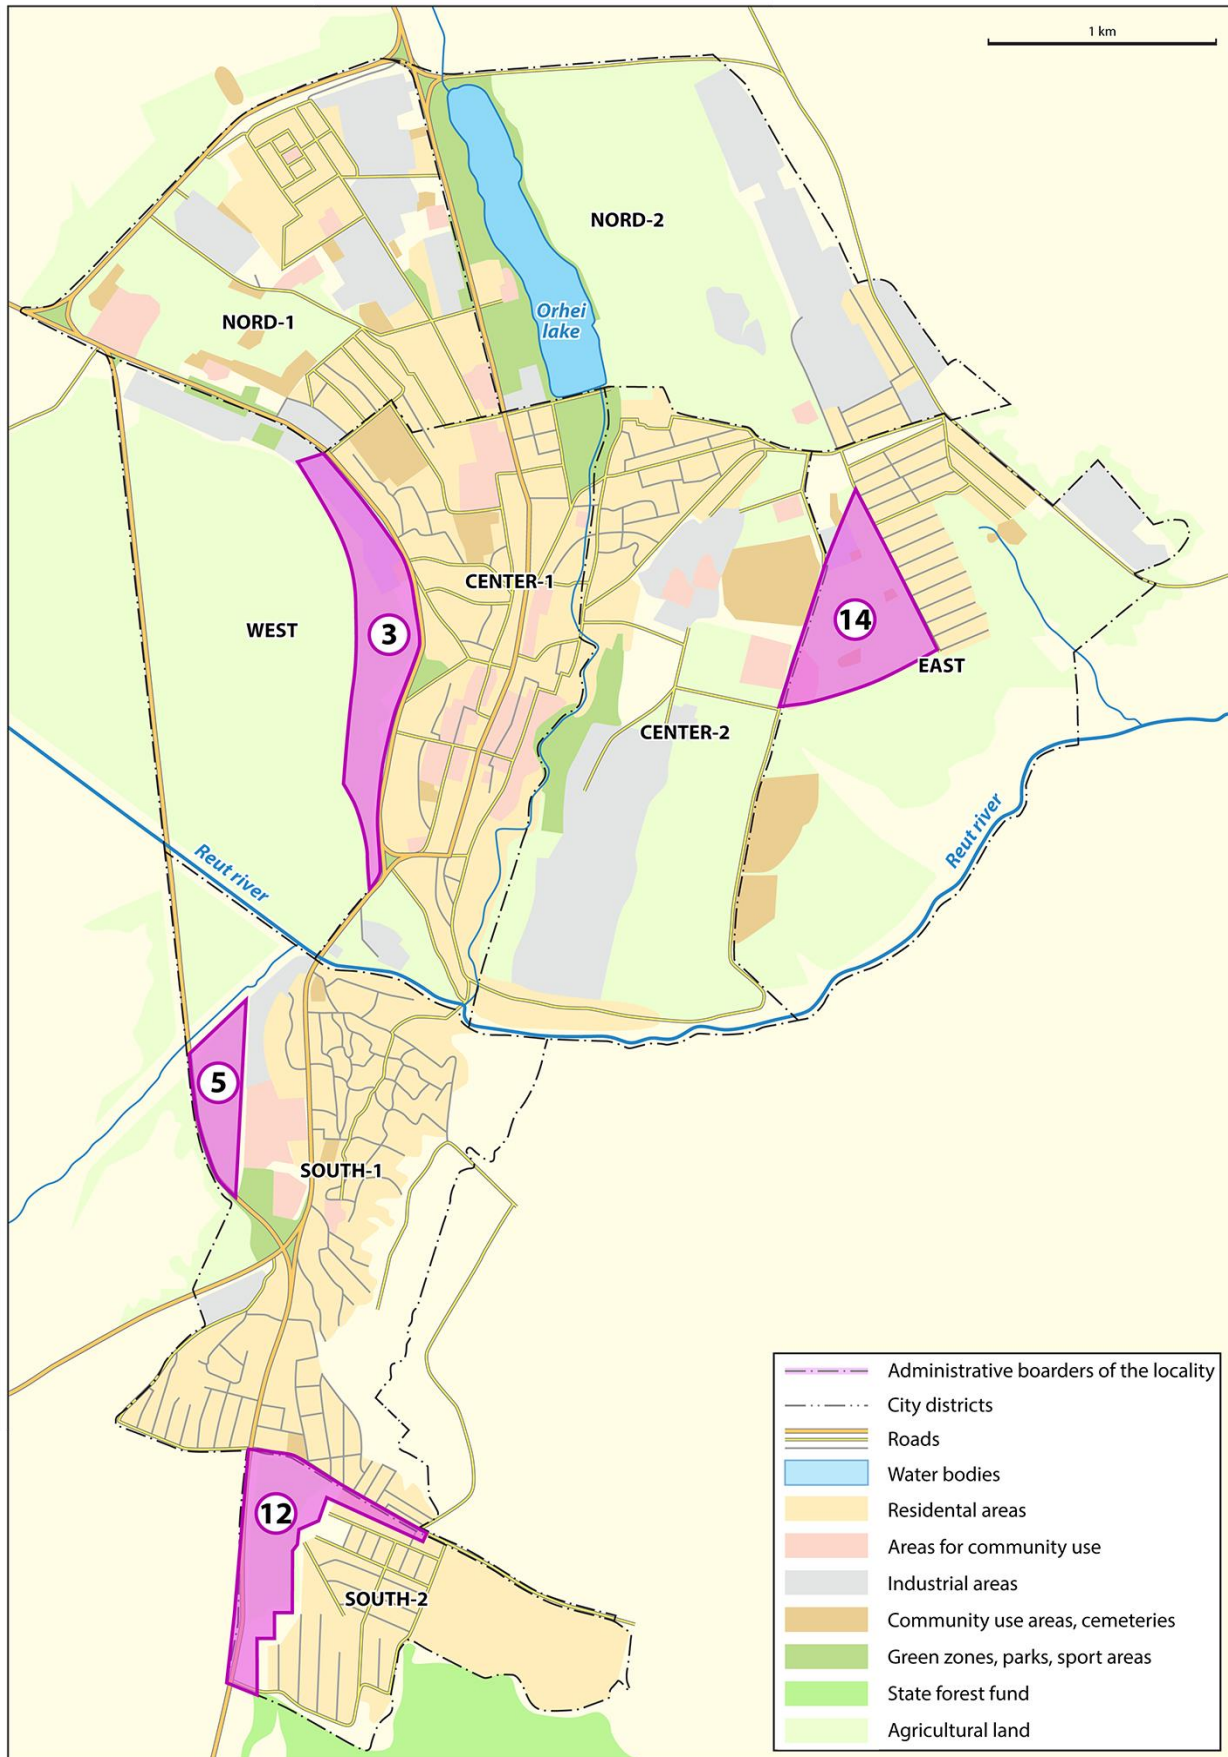 1 km
NORD-2
Orhei
lake
NORD-1
CENTER-1
WEST
3
14
EAST
CENTER-2
Reut river
Reut river
5
SOUTH-1
12
SOUTH-2
Administrative boarders of the locality
City districts
Roads
Water bodies
Residental areas
Areas for community use
Industrial areas
Community use areas, cemeteries
Green zones, parks, sport areas
State forest fund
Agricultural land